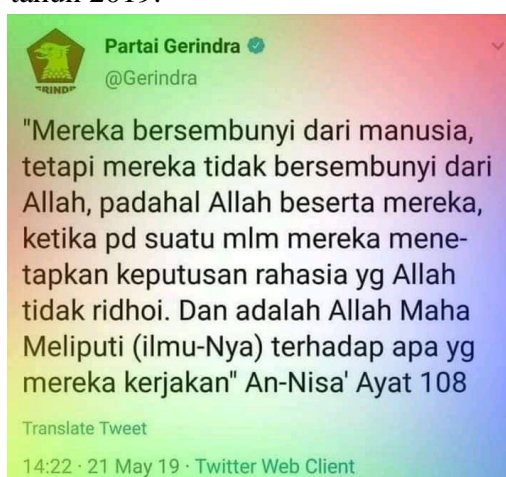 tahun 2019.
Partai Gerindra
@Gerindra
"Mereka bersembunyi dari manusia,
tetapi mereka tidak bersembunyi dari
Allah, padahal Allah beserta mereka,
ketika pd suatu mlm mereka mene-
tapkan keputusan rahasia yg Allah
tidak ridhoi. Dan adalah Allah Maha
Meliputi (ilmu-Nya) terhadap apa yg
mereka kerjakan" An-Nisa' Ayat 108
Translate Tweet
14:22 · 21 May 19 · Twitter Web Client